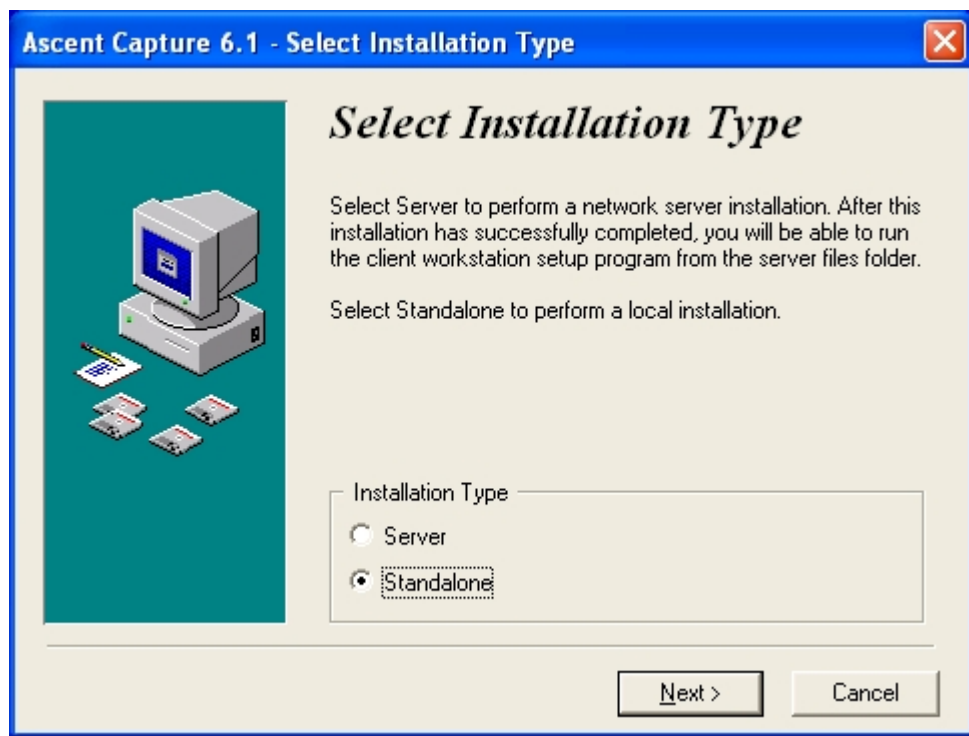 Ascent Capture 6.1 - Select Installation Type
Select Installation Type
Select Server to perform a network server installation. After this
installation has successfully completed, you will be able to run
the client workstation setup program from the server files folder.
Select Standalone to perform a local installation.
Installation Type
Server
Standalone
Next >
Cancel